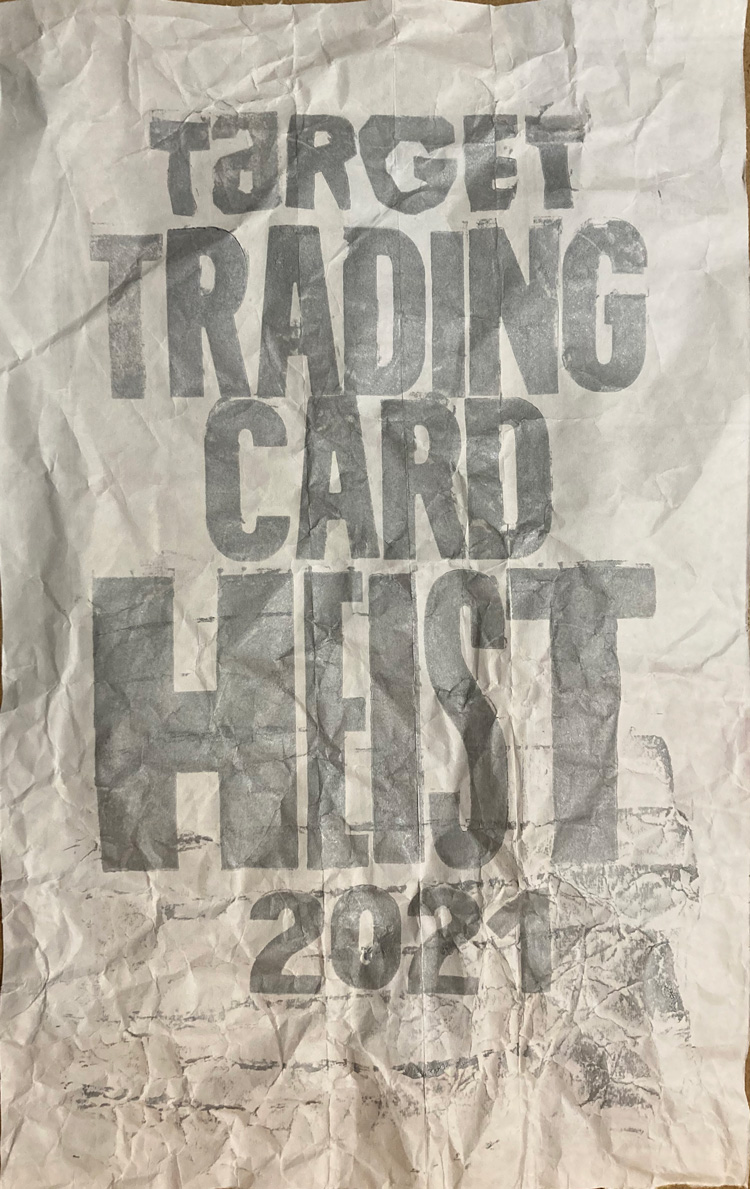 TaRGET
TRADING
CARD
HEIST
2021